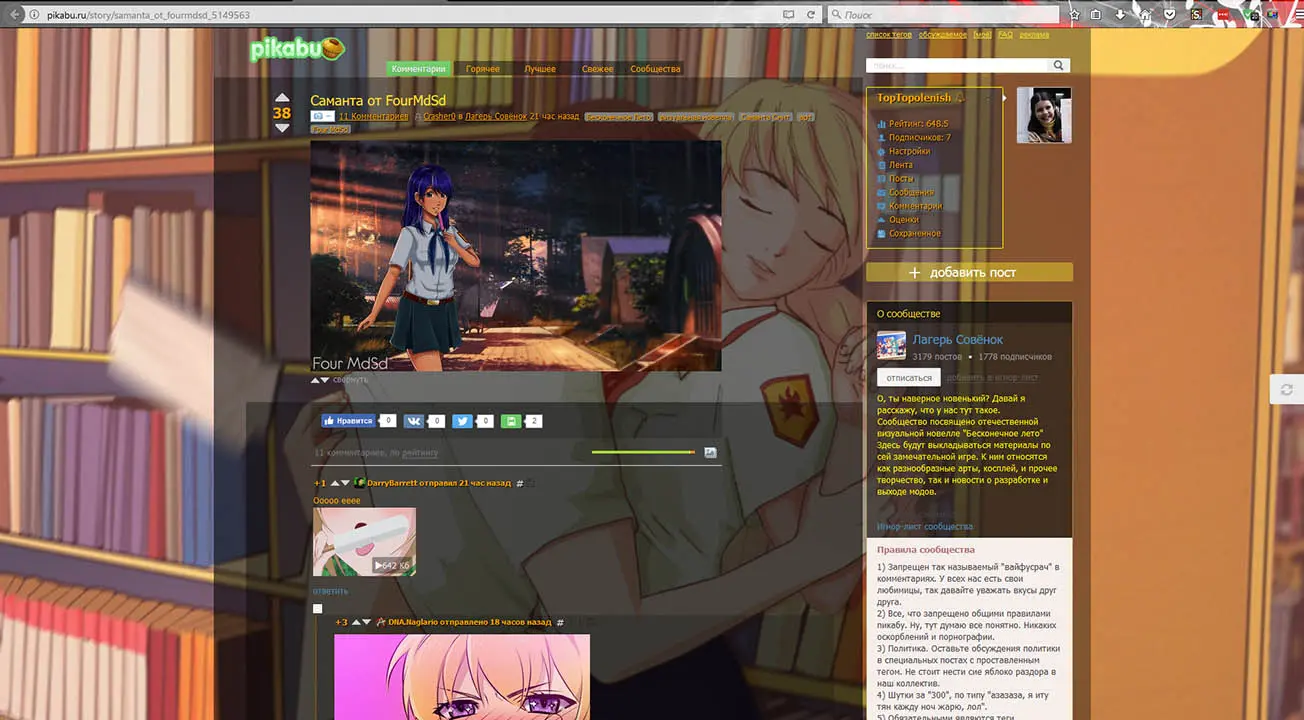 pikabu.ru/story/samanta_ot_fourmdsd_5149563
Поиск
pikabu
список тегов обсуждаемое [моё] FAQ реклама
Комментарии Горячее Лучшее Свежее Сообщества
поиск...
38
Саманта от FourMdSd
11 Комментариев Crasher0 в Лагерь Совёнок 21 час назад Бесконечное Лето визуальная новелла Саманта Смит арт
Four MdSd
Four MdSd
свернуть
Нравится 0 0 0 2
11 комментариев, по рейтингу
+1 DarryBarrett отправил 21 час назад #
Ооооо ееее
642 Кб
ответить
+3 DNA.Naglario отправлено 18 часов назад #
TopTopolenish
Рейтинг: 648.5
Подписчиков: 7
Настройки
Лента
Посты
Сообщения
Комментарии
Оценки
Сохраненное
+ добавить пост
О сообществе
Лагерь Совёнок
3179 постов • 1778 подписчиков
отписаться добавить в игнор-лист
О, ты наверное новенький? Давай я
расскажу, что у нас тут такое.
Сообщество посвящено отечественной
визуальной новелле "Бесконечное лето"
Здесь будут выкладываться материалы по
сей замечательной игре. К ним относятся
как разнообразные арты, косплей, и прочее
творчество, так и новости о разработке и
выходе модов.
Игнор-лист сообщества
Правила сообщества
1) Запрещен так называемый "вайфусрач" в
комментариях. У всех нас есть свои
любимицы, так давайте уважать вкусы друг
друга.
2) Все, что запрещено общими правилами
пикабу. Ну, тут думаю все понятно. Никаких
оскорблений и порнографии.
3) Политика. Оставьте обсуждения политики
в специальных постах с проставленным
тегом. Не стоит нести сие яблоко раздора в
наш коллектив.
4) Шутки за "300", по типу "азазаза, я иту
тян кажду ноч жарю, лол".
5) Обязательными являются теги